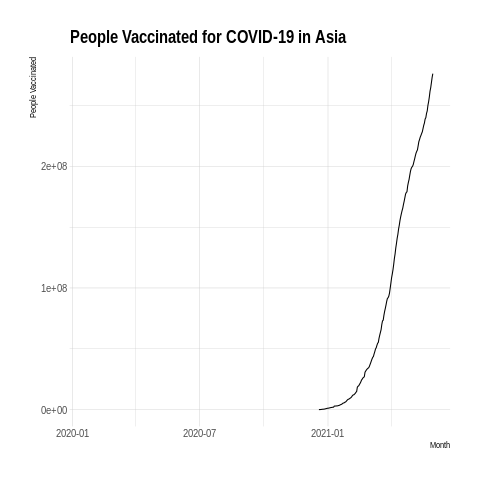 People Vaccinated for COVID-19 in Asia
People Vaccinated
2e+08
1e+08
0e+00
2020-01 2020-07 2021-01
Month